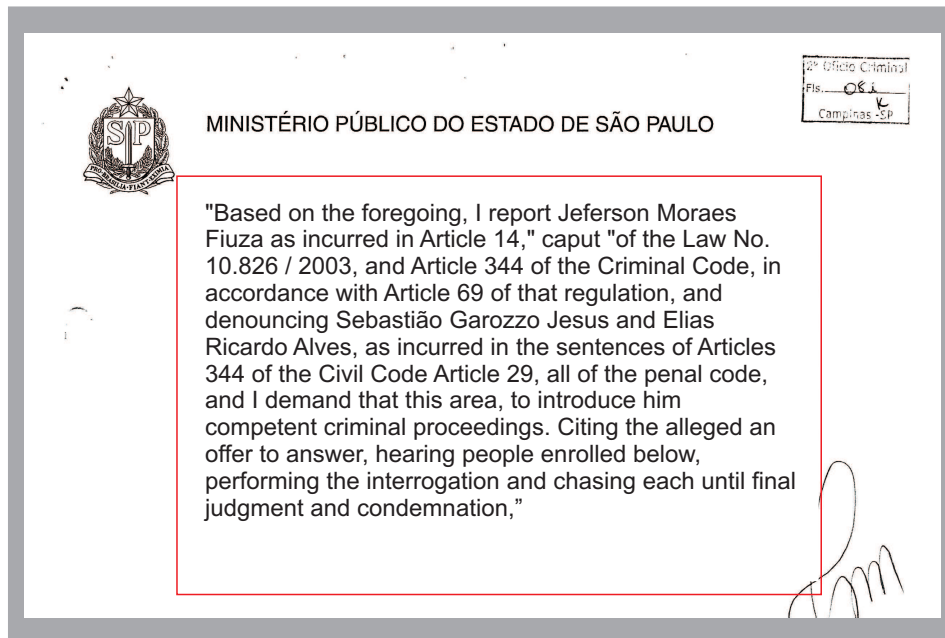 2º Ofício Criminal
Fls.
Campinas -SP
MINISTÉRIO PÚBLICO DO ESTADO DE SÃO PAULO
SP
"Based on the foregoing, I report Jeferson Moraes
Fiuza as incurred in Article 14," caput "of the Law No.
10.826 / 2003, and Article 344 of the Criminal Code, in
accordance with Article 69 of that regulation, and
denouncing Sebastião Garozzo Jesus and Elias
Ricardo Alves, as incurred in the sentences of Articles
344 of the Civil Code Article 29, all of the penal code,
and I demand that this area, to introduce him
competent criminal proceedings. Citing the alleged an
offer to answer, hearing people enrolled below,
performing the interrogation and chasing each until final
judgment and condemnation,”